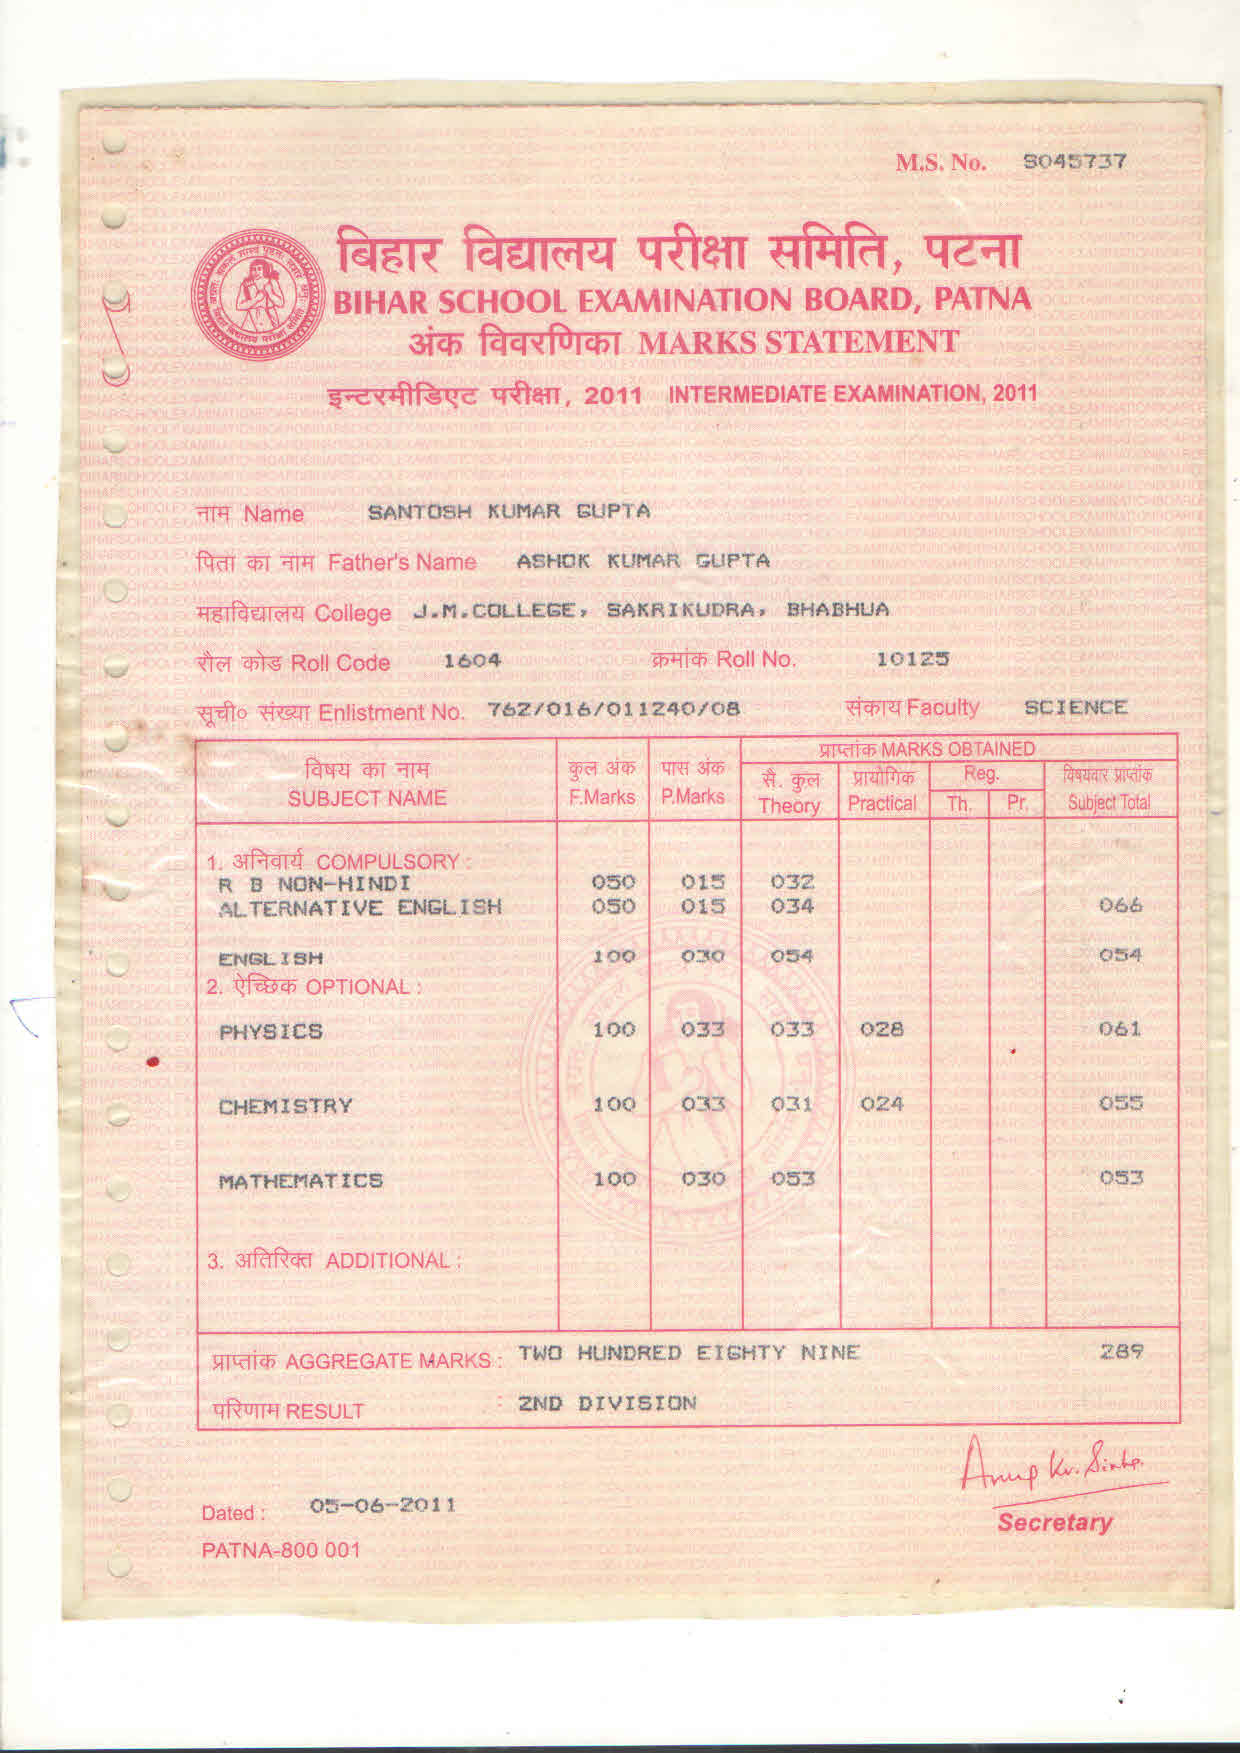 M.S. No. S045737
बिहार विद्यालय परीक्षा समिति, पटना
BIHAR SCHOOL EXAMINATION BOARD, PATNA
अंक विवरणिका MARKS STATEMENT
इन्टरमीडिएट परीक्षा, 2011 INTERMEDIATE EXAMINATION, 2011
नाम Name SANTOSH KUMAR GUPTA
पिता का नाम Father's Name ASHOK KUMAR GUPTA
महाविद्यालय College J.M.COLLEGE, SAKRIKUDRA, BHABHUA
रौल कोड Roll Code 1604 क्रमांक Roll No. 10125
सूची० संख्या Enlistment No. 762/016/011240/08 संकाय Faculty SCIENCE
विषय का नाम कुल अंक पास अंक प्राप्तांक MARKS OBTAINED
SUBJECT NAME F.Marks P.Marks सै. कुल प्रायोगिक Reg. विषयवार प्राप्तांक
Theory Practical Th. Pr. Subject Total
1. अनिवार्य COMPULSORY :
R B NON-HINDI 050 015 032
ALTERNATIVE ENGLISH 050 015 034 066
ENGLISH 100 030 054 054
2. ऐच्छिक OPTIONAL :
PHYSICS 100 033 033 028 061
CHEMISTRY 100 033 031 024 055
MATHEMATICS 100 030 053 053
3. अतिरिक्त ADDITIONAL :
प्राप्तांक AGGREGATE MARKS : TWO HUNDRED EIGHTY NINE 289
परिणाम RESULT : 2ND DIVISION
Anup Kr. Sinha
Dated : 05-06-2011
Secretary
PATNA-800 001